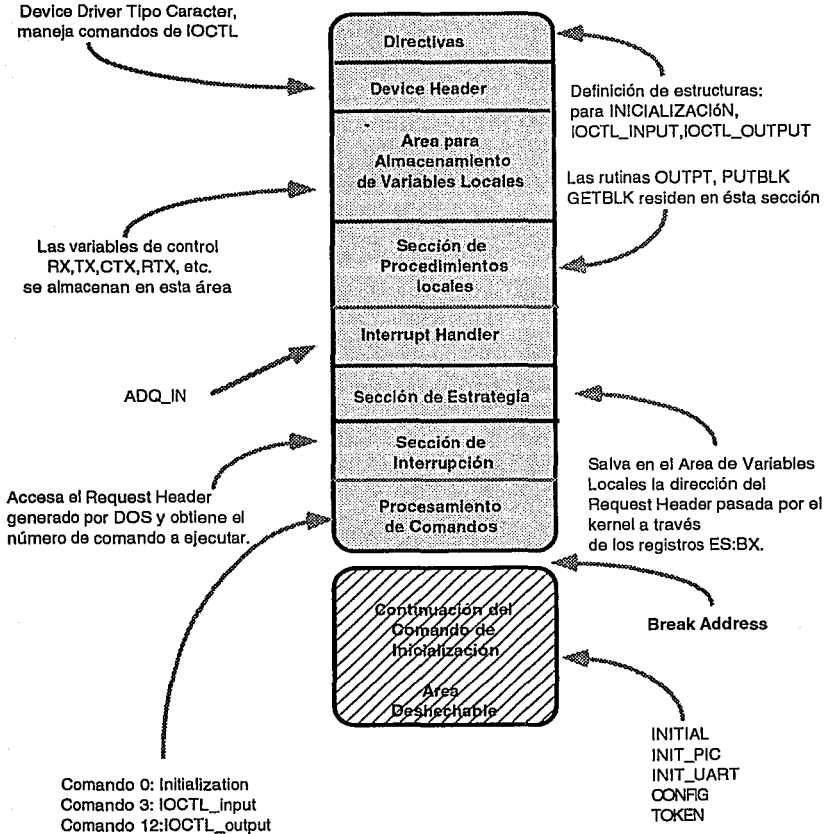 Device Driver Tipo Caracter,
maneja comandos de IOCTL
Directivas
Device Header
Definición de estructuras:
para INICIALIZACIóN,
IOCTL_INPUT,IOCTL_OUTPUT
Area para
Almacenamiento
de Variables Locales
Las rutinas OUTPT, PUTBLK
GETBLK residen en ésta sección
Las variables de control
RX,TX,CTX,RTX, etc.
se almacenan en esta área
Sección de
Procedimientos
locales
Interrupt Handler
ADQ_IN
Sección de Estrategia
Sección de
Interrupción
Salva en el Area de Variables
Locales la dirección del
Request Header pasada por el
kernel a través
de los registros ES:BX.
Accesa el Request Header
generado por DOS y obtiene el
número de comando a ejecutar.
Procesamiento
de Comandos
Break Address
Continuación del
Comando de
Inicialización
Area
Deshechable
INITIAL
INIT_PIC
INIT_UART
CONFIG
TOKEN
Comando 0: Initialization
Comando 3: IOCTL_input
Comando 12:IOCTL_output